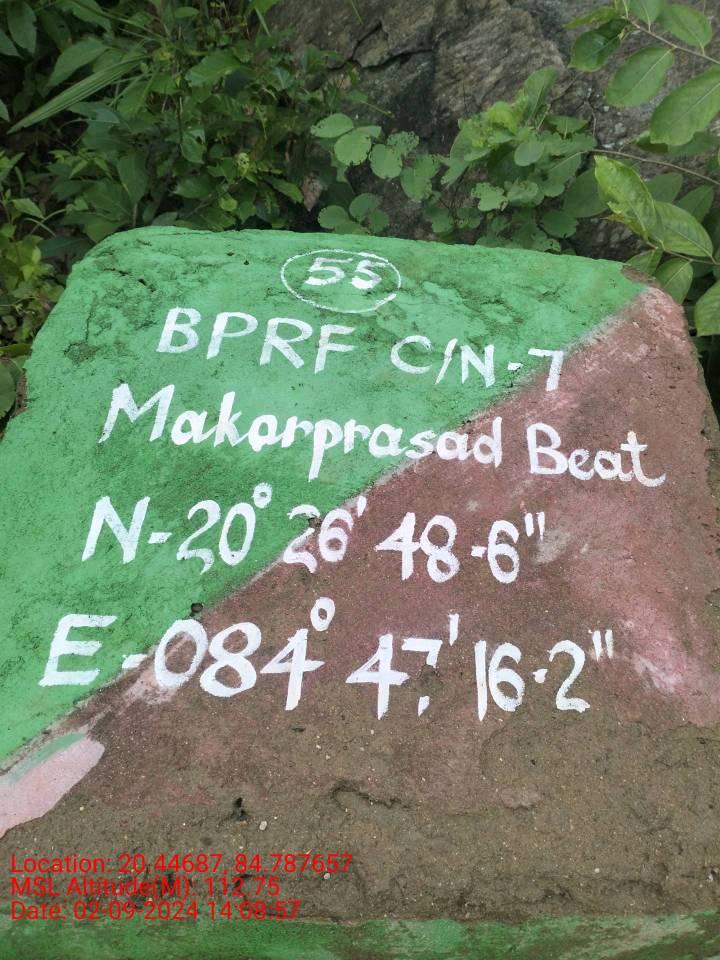 55
BPRF C/N-7
Makarprasad Beat
N-20° 26' 48.6"
E-084° 47' 16.2"
Location: 20.44687, 84.787657
MSL Altitude(M): 112.75
Date: 02-09-2024 14:08:57